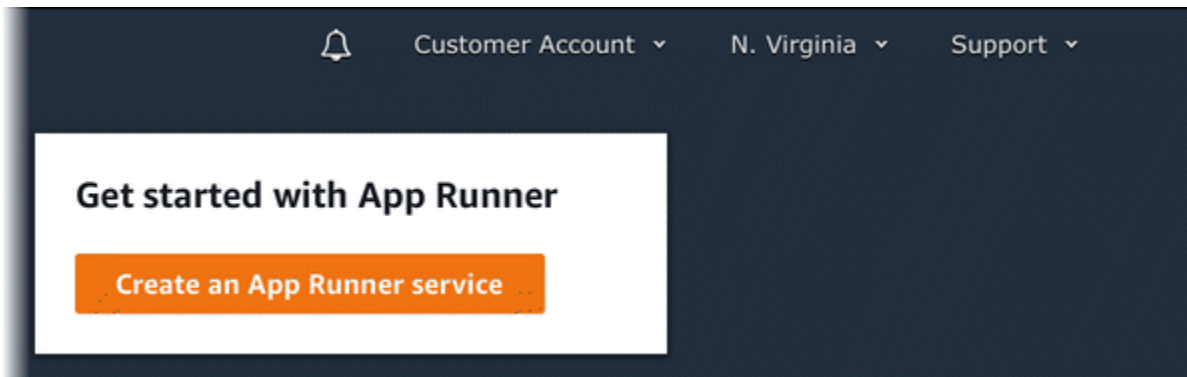 Customer Account N. Virginia Support
Get started with App Runner
Create an App Runner service